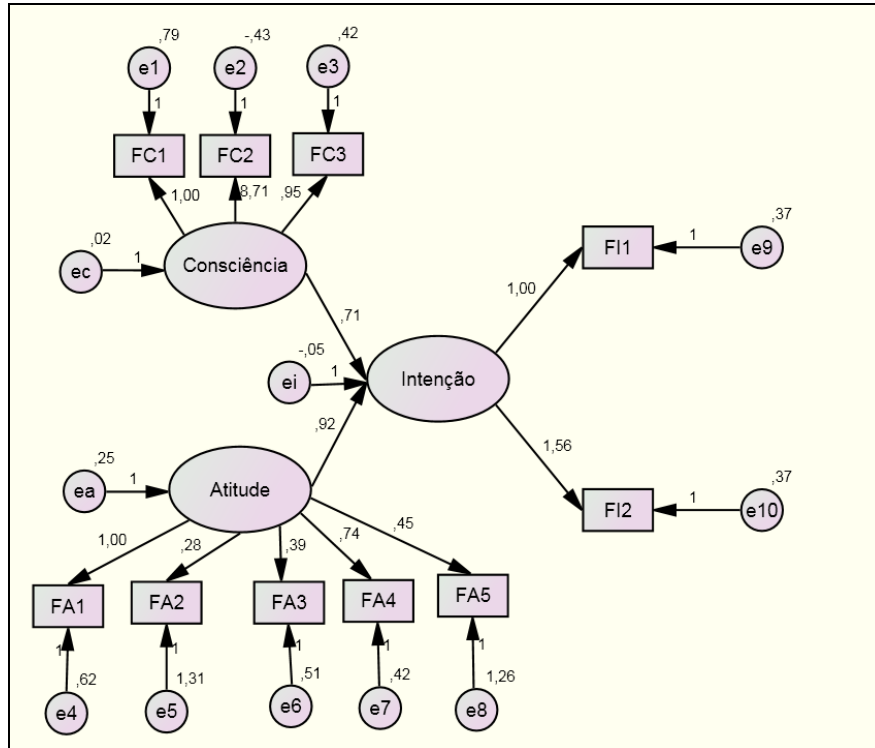 ,79 -,43 ,42
e1 e2 e3
1 1 1
FC1 FC2 FC3
1,00 8,71 ,95
,02
ec 1 Consciência
,37
FI1 1 e9
1,00
,71
-,05
ei 1 Intenção
,92
1,56
,25
ea 1 Atitude
,37
FI2 1 e10
1,00 ,28 ,39 ,74 ,45
FA1 FA2 FA3 FA4 FA5
1 1 1 1 1
,62 1,31 ,51 ,42 1,26
e4 e5 e6 e7 e8